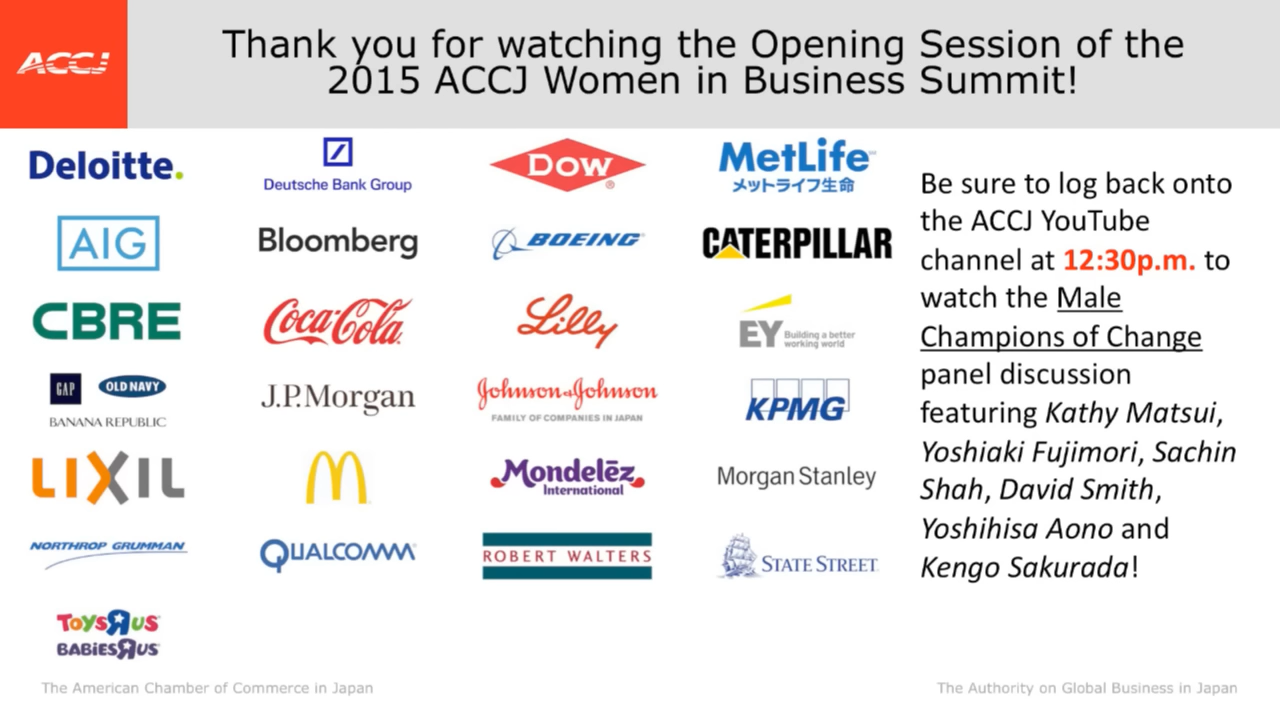 ACCJ
Thank you for watching the Opening Session of the
2015 ACCJ Women in Business Summit!
Deloitte.
Deutsche Bank Group
DOW
®
MetLife
メットライフ生命
AIG
Bloomberg
BOEING
CATERPILLAR
CBRE
Coca-Cola
Lilly
EY
Building a better
working world
GAP
OLD NAVY
BANANA REPUBLIC
J.P.Morgan
Johnson & Johnson
FAMILY OF COMPANIES IN JAPAN
KPMG
LIXIL
M
Mondelēz
International
Morgan Stanley
NORTHROP GRUMMAN
QUALCOMM
ROBERT WALTERS
STATE STREET
TOYS R US
BABIES R US
Be sure to log back onto
the ACCJ YouTube
channel at 12:30p.m. to
watch the Male
Champions of Change
panel discussion
featuring Kathy Matsui,
Yoshiaki Fujimori, Sachin
Shah, David Smith,
Yoshihisa Aono and
Kengo Sakurada!
The American Chamber of Commerce in Japan
The Authority on Global Business in Japan